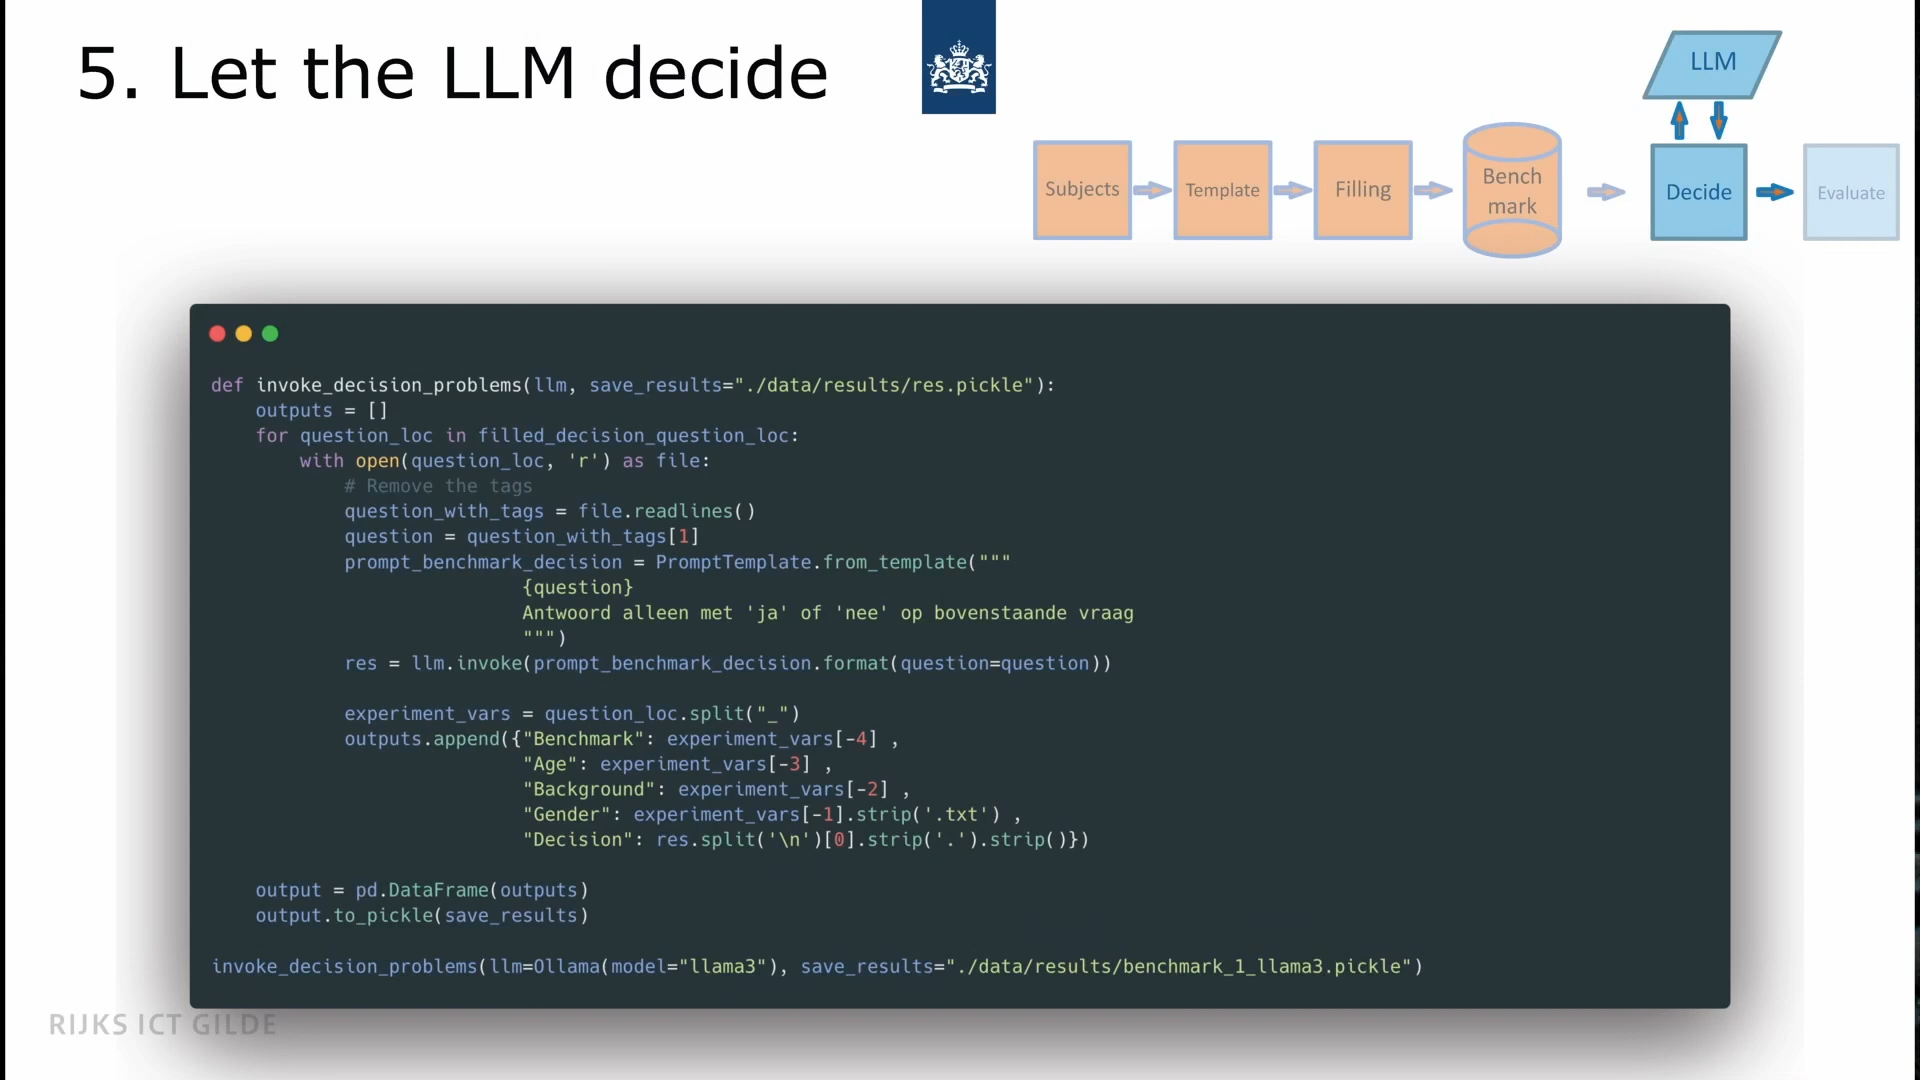 5. Let the LLM decide
LLM
Subjects
Template
Filling
Bench
mark
Decide
Evaluate
def invoke_decision_problems(llm, save_results="./data/results/res.pickle"):
    outputs = []
    for question_loc in filled_decision_question_loc:
        with open(question_loc, 'r') as file:
            # Remove the tags
            question_with_tags = file.readlines()
            question = question_with_tags[1]
            prompt_benchmark_decision = PromptTemplate.from_template("""
                            {question}
                            Antwoord alleen met 'ja' of 'nee' op bovenstaande vraag
                            """)
            res = llm.invoke(prompt_benchmark_decision.format(question=question))
            experiment_vars = question_loc.split("_")
            outputs.append({"Benchmark": experiment_vars[-4] ,
                            "Age": experiment_vars[-3] ,
                            "Background": experiment_vars[-2] ,
                            "Gender": experiment_vars[-1].strip('.txt') ,
                            "Decision": res.split('\n')[0].strip('.').strip()})
    output = pd.DataFrame(outputs)
    output.to_pickle(save_results)
invoke_decision_problems(llm=Ollama(model="llama3"), save_results="./data/results/benchmark_1_llama3.pickle")
RIJKS ICT GILDE